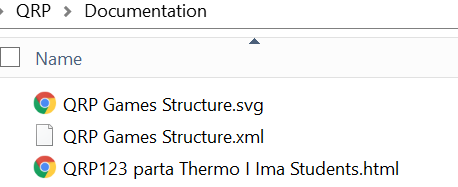 QRP > Documentation
Name
QRP Games Structure.svg
QRP Games Structure.xml
QRP123 parta Thermo I Ima Students.html